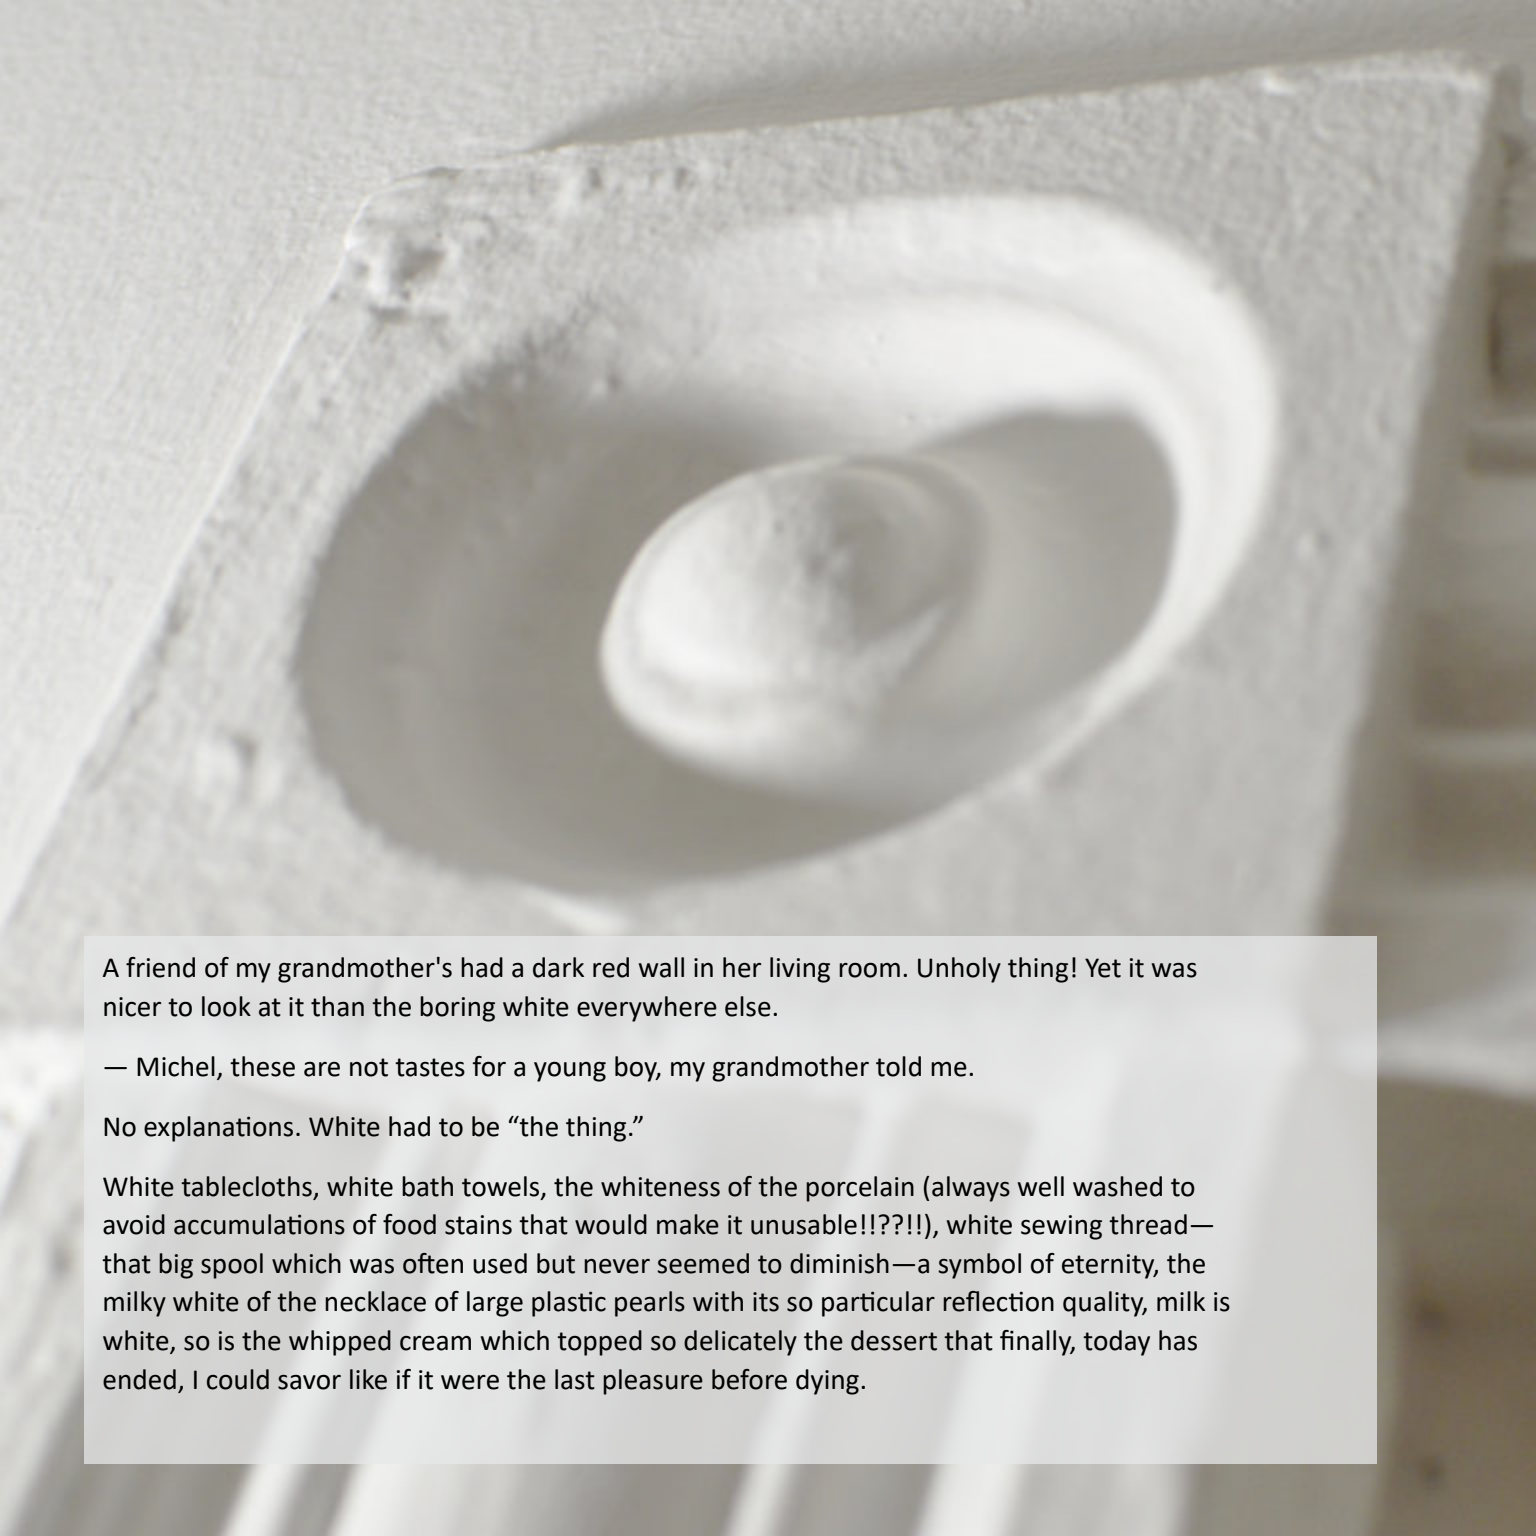 A friend of my grandmother's had a dark red wall in her living room. Unholy thing! Yet it was
nicer to look at it than the boring white everywhere else.
— Michel, these are not tastes for a young boy, my grandmother told me.
No explanations. White had to be “the thing.”
White tablecloths, white bath towels, the whiteness of the porcelain (always well washed to
avoid accumulations of food stains that would make it unusable!!??!!), white sewing thread—
that big spool which was often used but never seemed to diminish—a symbol of eternity, the
milky white of the necklace of large plastic pearls with its so particular reflection quality, milk is
white, so is the whipped cream which topped so delicately the dessert that finally, today has
ended, I could savor like if it were the last pleasure before dying.